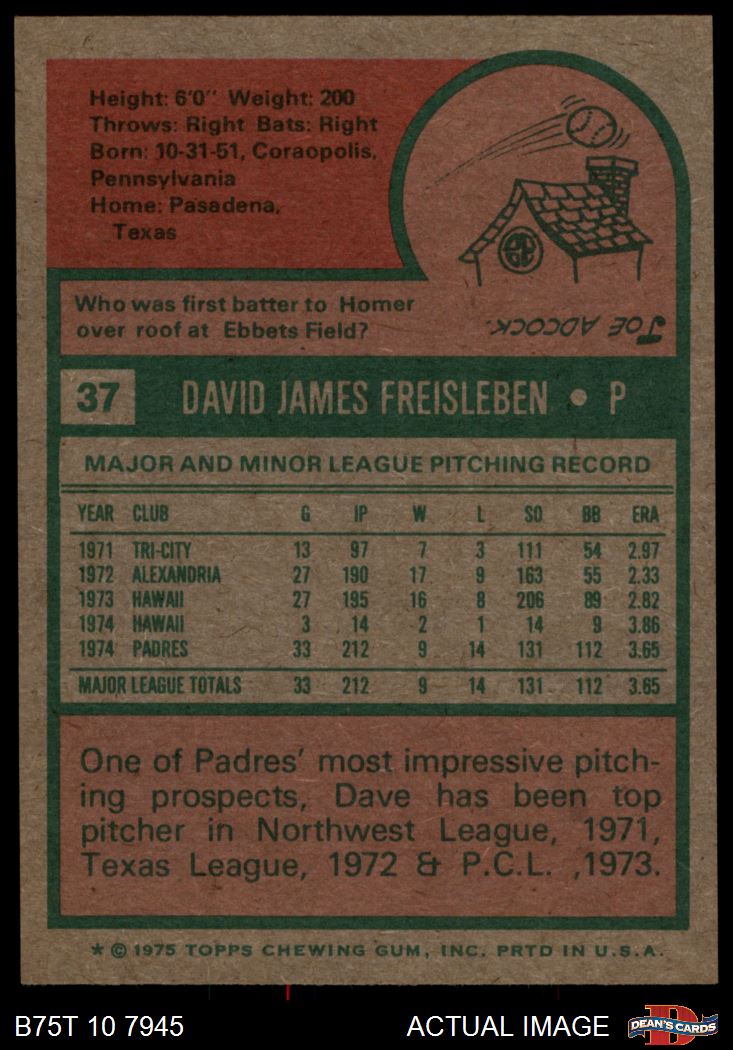 Height: 6'0" Weight: 200
Throws: Right Bats: Right
Born: 10-31-51, Coraopolis,
Pennsylvania
Home: Pasadena,
Texas
Who was first batter to Homer
over roof at Ebbets Field?
JOE ADCOCK.
37 DAVID JAMES FREISLEBEN • P
MAJOR AND MINOR LEAGUE PITCHING RECORD
YEAR CLUB G IP W L SO BB ERA
1971 TRI-CITY 13 97 7 3 111 54 2.97
1972 ALEXANDRIA 27 190 17 9 163 55 2.33
1973 HAWAII 27 195 16 8 206 89 2.82
1974 HAWAII 3 14 2 1 14 9 3.86
1974 PADRES 33 212 9 14 131 112 3.65
MAJOR LEAGUE TOTALS 33 212 9 14 131 112 3.65
One of Padres' most impressive pitch-
ing prospects, Dave has been top
pitcher in Northwest League, 1971,
Texas League, 1972 & P.C.L. ,1973.
* © 1975 TOPPS CHEWING GUM, INC. PRTD IN U.S.A.
B75T 10 7945 ACTUAL IMAGE DEAN'S CARDS